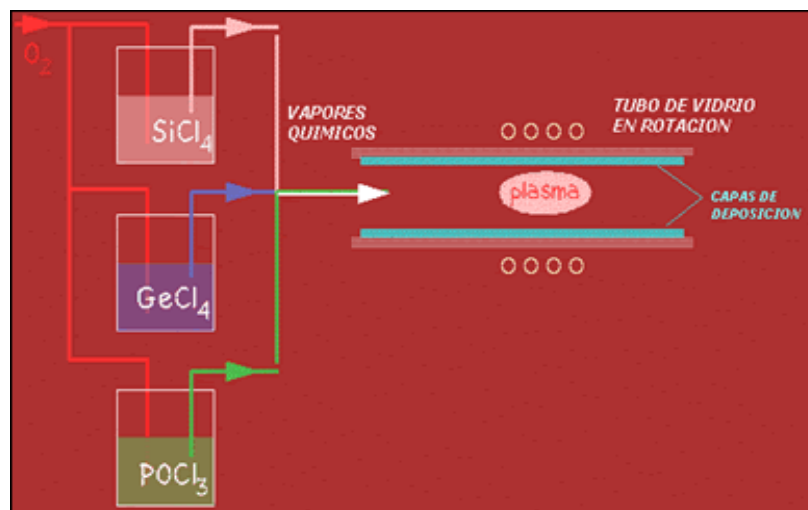 O₂
SiCl₄
VAPORES
QUIMICOS
TUBO DE VIDRIO
EN ROTACION
plasma
CAPAS DE
DEPOSICION
GeCl₄
POCl₃